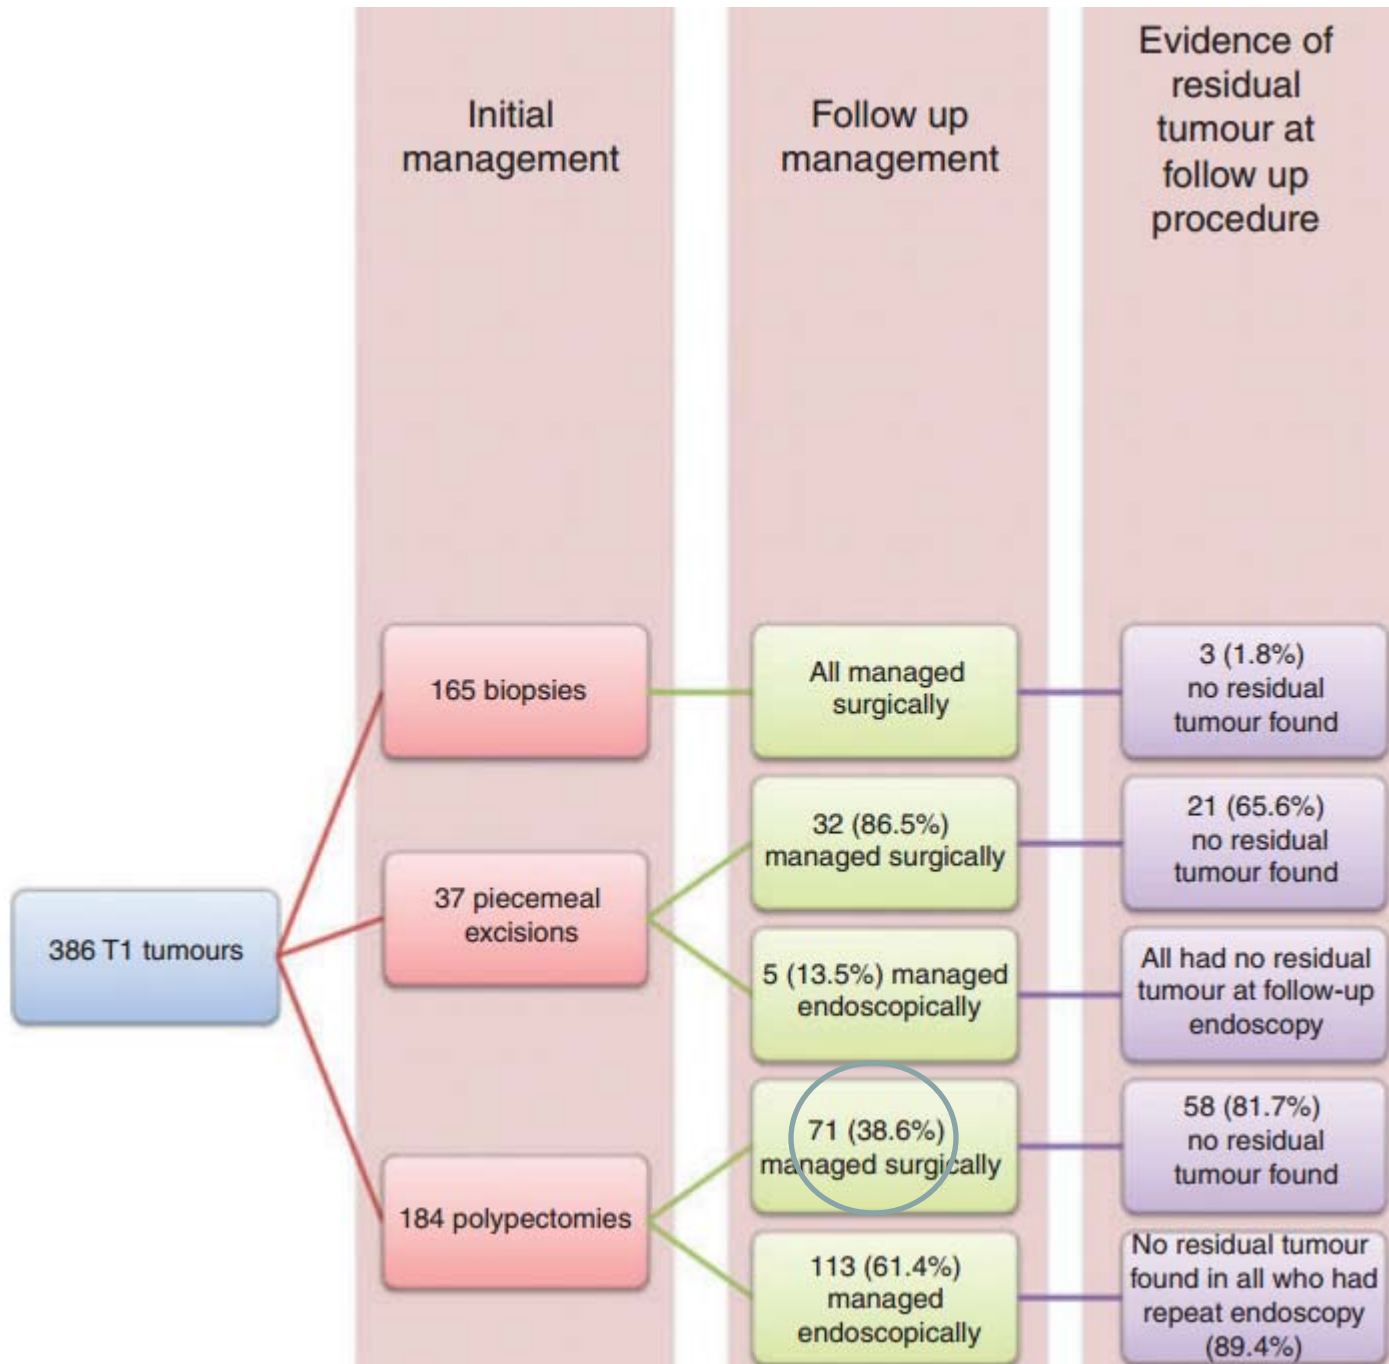 Initial
management
Follow up
management
Evidence of
residual
tumour at
follow up
procedure
386 T1 tumours
165 biopsies
All managed
surgically
3 (1.8%)
no residual
tumour found
37 piecemeal
excisions
32 (86.5%)
managed surgically
21 (65.6%)
no residual
tumour found
5 (13.5%) managed
endoscopically
All had no residual
tumour at follow-up
endoscopy
184 polypectomies
71 (38.6%)
managed surgically
58 (81.7%)
no residual
tumour found
113 (61.4%)
managed
endoscopically
No residual tumour
found in all who had
repeat endoscopy
(89.4%)